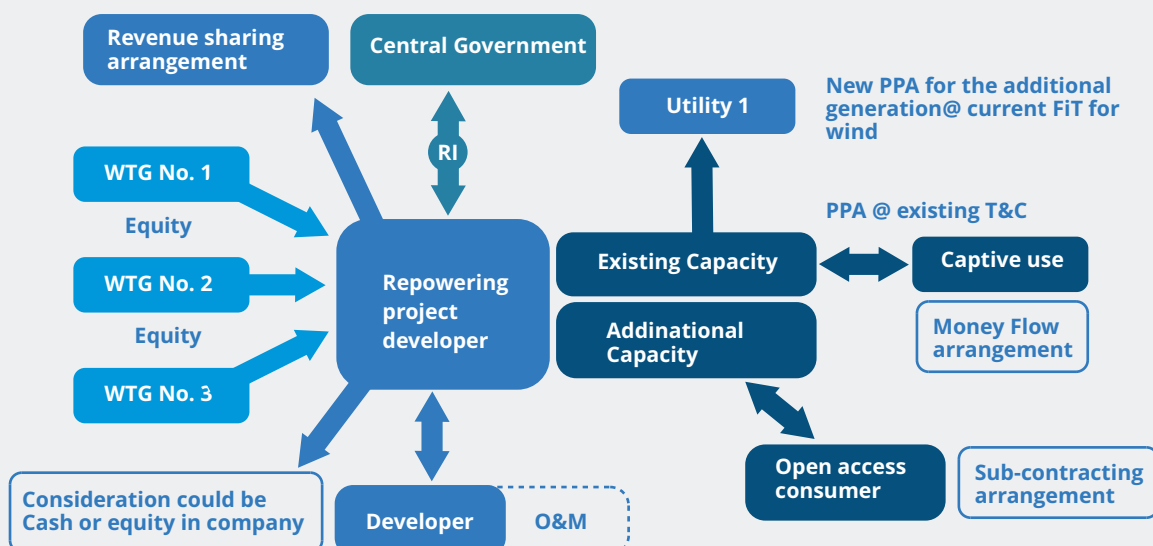 Revenue sharing
arrangement
Central Government
Utility 1
New PPA for the additional
generation@ current FiT for
wind
RI
WTG No. 1
Equity
PPA @ existing T&C
WTG No. 2
Repowering
project
developer
Existing Capacity
Captive use
Equity
Addinational
Capacity
Money Flow
arrangement
WTG No. 3
Open access
consumer
Sub-contracting
arrangement
Consideration could be
Cash or equity in company
Developer
O&M